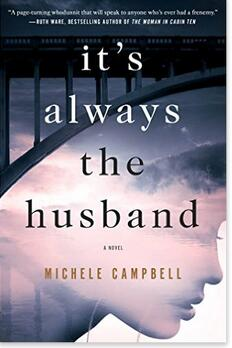 "A page-turning whodunnit that will speak to anyone who's ever had a frenemy."
—RUTH WARE, BESTSELLING AUTHOR OF THE WOMAN IN CABIN TEN
it's
always
the
husband
A NOVEL
MICHELE CAMPBELL